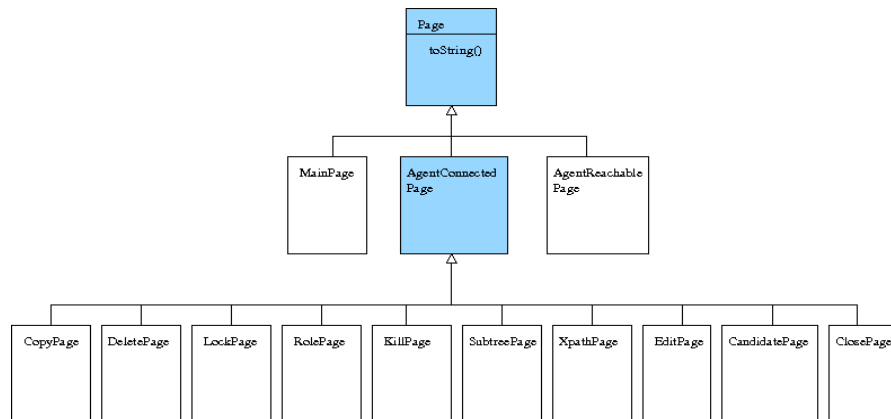 Page
toString()
MainPage
AgentConnected
Page
AgentReachable
Page
CopyPage
DeletePage
LockPage
RolePage
KillPage
SubtreePage
XpathPage
EditPage
CandidatePage
ClosePage